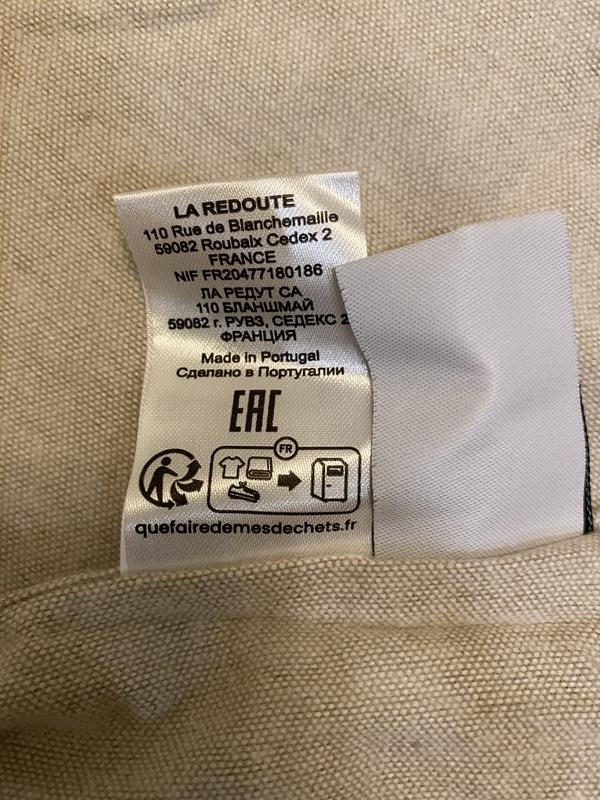 LA REDOUTE
110 Rue de Blanchemaille
59082 Roubaix Cedex 2
FRANCE
NIF FR20477180186
ЛА РЕДУТ СА
110 БЛАНШМАЙ
59082 г. РУВЗ, СЕДЕКС 2
ФРАНЦИЯ
Made in Portugal
Сделано в Португалии
EAC
FR
quefairedemesdechets.fr